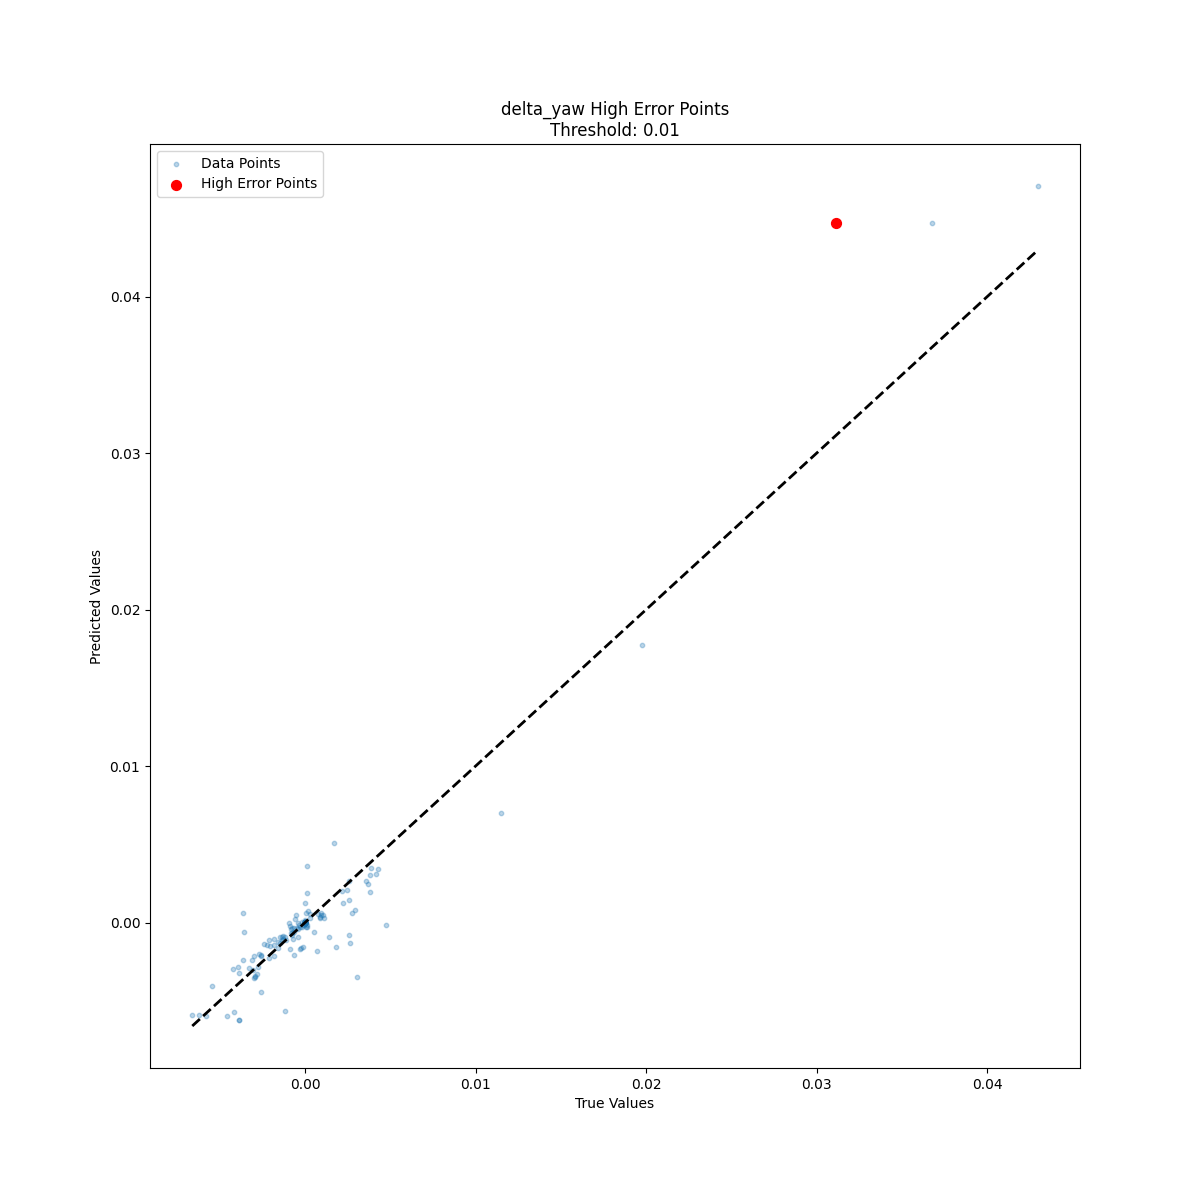 delta_yaw High Error Points
Threshold: 0.01
Data Points
High Error Points
0.04
0.03
0.02
0.01
0.00
Predicted Values
0.00
0.01
0.02
0.03
0.04
True Values